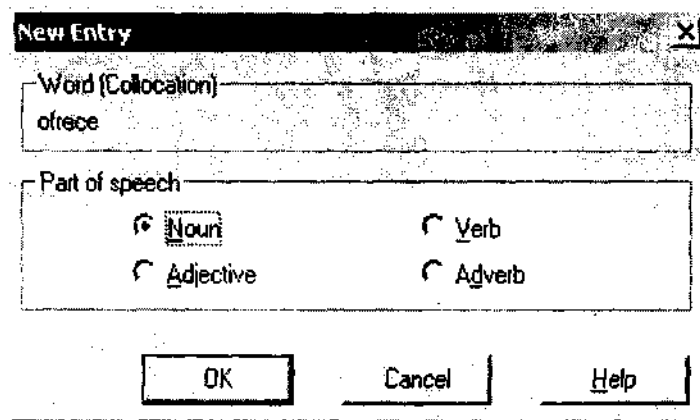 New Entry
Word (Collocation)
ofrece
Part of speech
Noun Verb
Adjective Adverb
OK Cancel Help